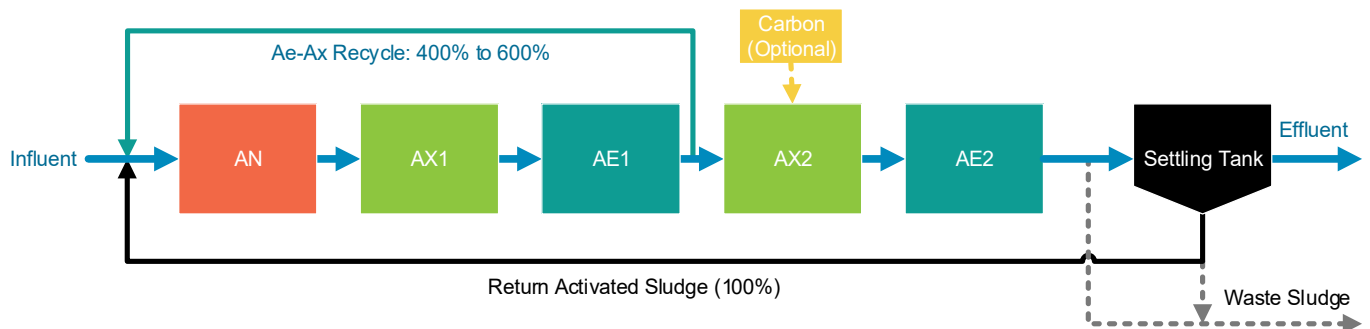 Carbon
(Optional)
Ae-Ax Recycle: 400% to 600%
Influent
AN
AX1
AE1
AX2
AE2
Settling Tank
Effluent
Return Activated Sludge (100%)
Waste Sludge